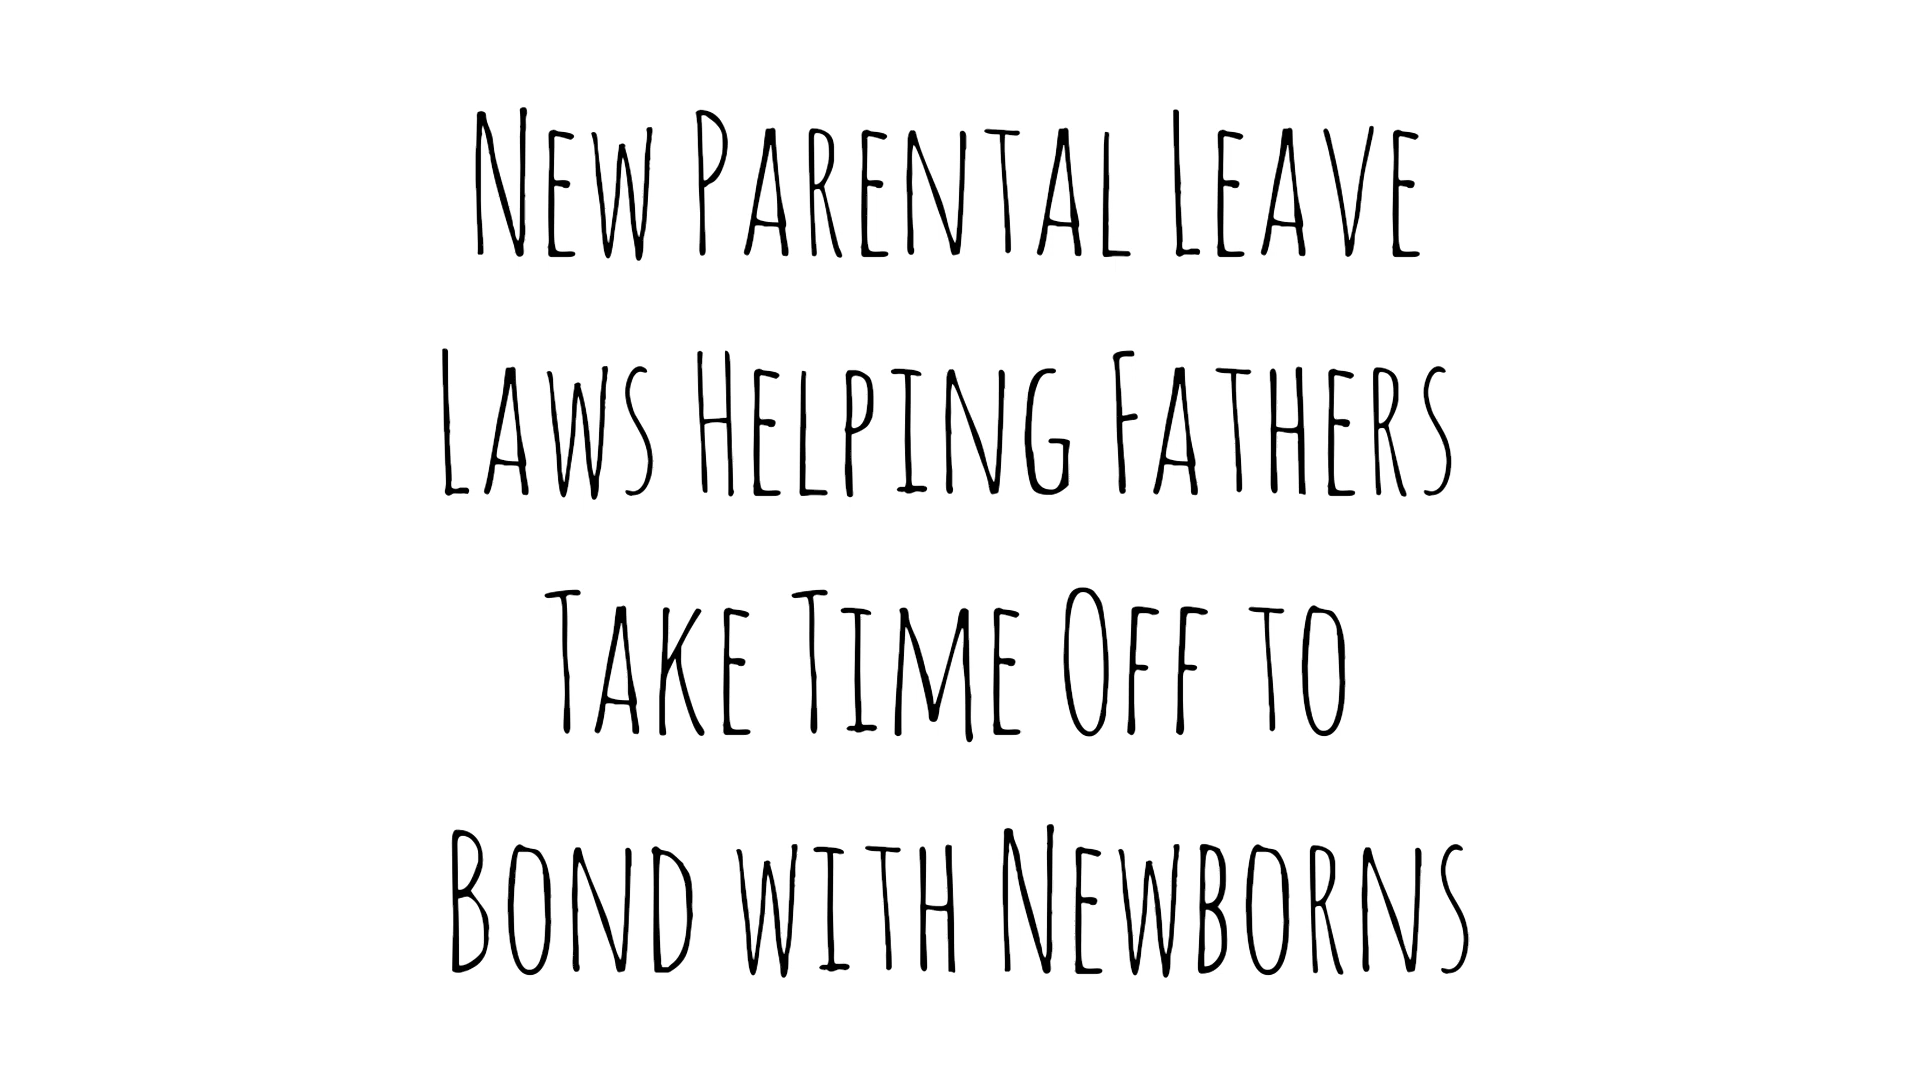 New Parental Leave
Laws Helping Fathers
Take Time Off to
Bond with Newborns